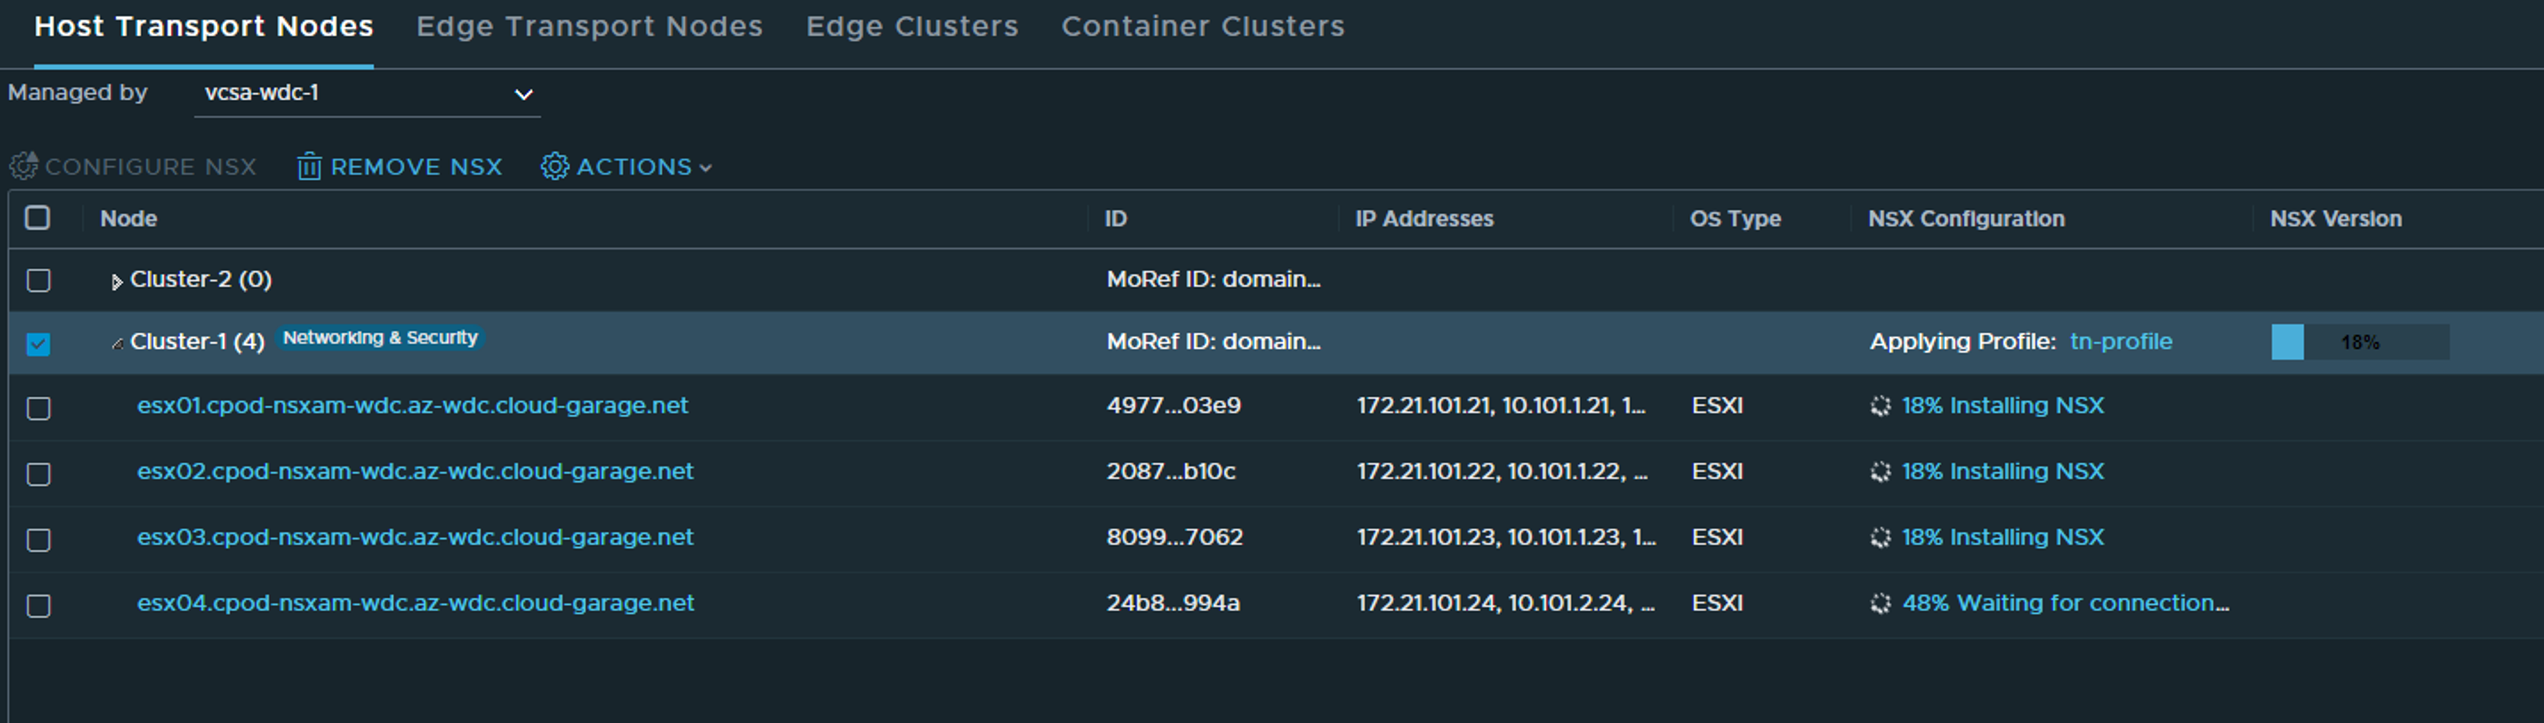 Host Transport Nodes Edge Transport Nodes Edge Clusters Container Clusters
Managed by vcsa-wdc-1
CONFIGURE NSX REMOVE NSX ACTIONS
Node ID IP Addresses OS Type NSX Configuration NSX Version
Cluster-2 (0) MoRef ID: domain...
Cluster-1 (4) Networking & Security MoRef ID: domain... Applying Profile: tn-profile 18%
esx01.cpod-nsxam-wdc.az-wdc.cloud-garage.net 4977...03e9 172.21.101.21, 10.101.1.21, 1... ESXI 18% Installing NSX
esx02.cpod-nsxam-wdc.az-wdc.cloud-garage.net 2087...b10c 172.21.101.22, 10.101.1.22, ... ESXI 18% Installing NSX
esx03.cpod-nsxam-wdc.az-wdc.cloud-garage.net 8099...7062 172.21.101.23, 10.101.1.23, 1... ESXI 18% Installing NSX
esx04.cpod-nsxam-wdc.az-wdc.cloud-garage.net 24b8...994a 172.21.101.24, 10.101.2.24, ... ESXI 48% Waiting for connection...